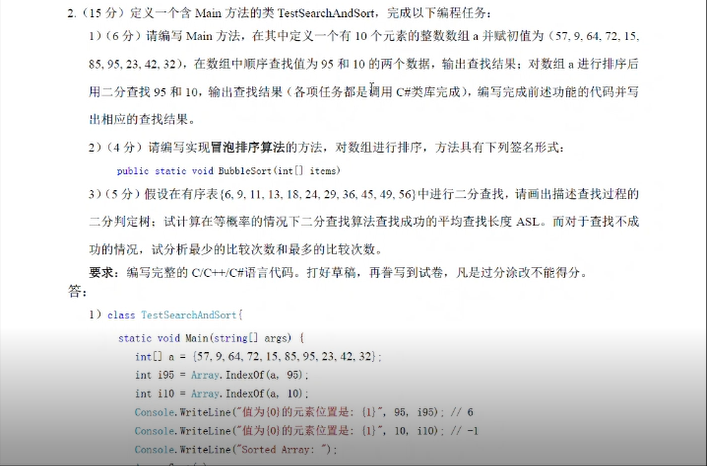 2.（15 分）定义一个含 Main 方法的类 TestSearchAndSort，完成以下编程任务：
1）（6 分）请编写 Main 方法，在其中定义一个有 10 个元素的整数数组 a 并赋初值为（57, 9, 64, 72, 15,
85, 95, 23, 42, 32），在数组中顺序查找值为 95 和 10 的两个数据，输出查找结果；对数组 a 进行排序后
用二分查找 95 和 10，输出查找结果（各项任务都是调用 C#类库完成），编写完成前述功能的代码并写
出相应的查找结果。
2）（4 分）请编写实现冒泡排序算法的方法，对数组进行排序，方法具有下列签名形式：
public static void BubbleSort(int[] items)
3）（5 分）假设在有序表{6, 9, 11, 13, 18, 24, 29, 36, 45, 49, 56}中进行二分查找，请画出描述查找过程的
二分判定树；试计算在等概率的情况下二分查找算法查找成功的平均查找长度 ASL。而对于查找不成
功的情况，试分析最少的比较次数和最多的比较次数。
要求：编写完整的 C/C++/C#语言代码。打好草稿，再誊写到试卷，凡是过分涂改不能得分。
答：
1）class TestSearchAndSort{
static void Main(string[] args) {
int[] a = {57, 9, 64, 72, 15, 85, 95, 23, 42, 32};
int i95 = Array.IndexOf(a, 95);
int i10 = Array.IndexOf(a, 10);
Console.WriteLine("值为{0}的元素位置是: {1}", 95, i95); // 6
Console.WriteLine("值为{0}的元素位置是: {1}", 10, i10); // -1
Console.WriteLine("Sorted Array: ");